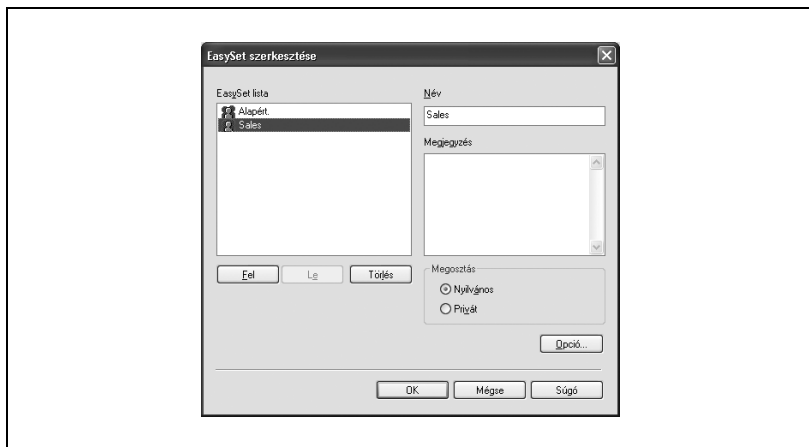 EasySet szerkesztése
EasySet lista
Alapért.
Sales
Fel
Le
Törlés
Név
Sales
Megjegyzés
Megosztás
Nyilvános
Privát
Opció...
OK
Mégse
Súgó